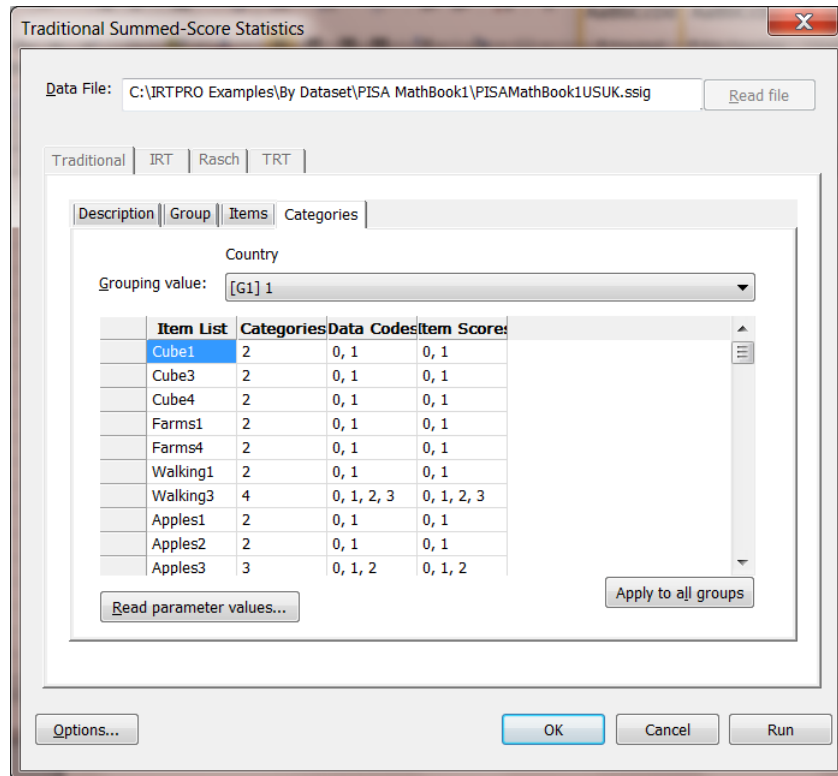 Traditional Summed-Score Statistics
Data File: C:\IRTPRO Examples\By Dataset\PISA MathBook1\PISAMathBook1USUK.ssig Read file
Traditional IRT Rasch TRT
Description Group Items Categories
Country
Grouping value: [G1] 1
Item List Categories Data Codes Item Scores
Cube1 2 0, 1 0, 1
Cube3 2 0, 1 0, 1
Cube4 2 0, 1 0, 1
Farms1 2 0, 1 0, 1
Farms4 2 0, 1 0, 1
Walking1 2 0, 1 0, 1
Walking3 4 0, 1, 2, 3 0, 1, 2, 3
Apples1 2 0, 1 0, 1
Apples2 2 0, 1 0, 1
Apples3 3 0, 1, 2 0, 1, 2
Read parameter values... Apply to all groups
Options... OK Cancel Run